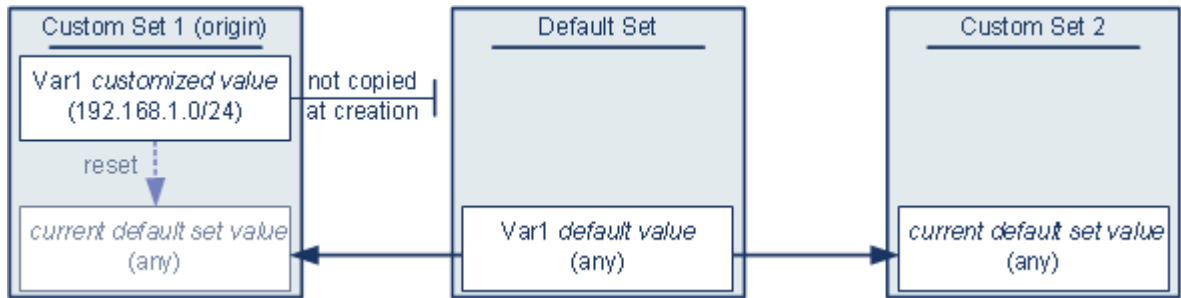 Custom Set 1 (origin)
Var1 customized value
(192.168.1.0/24)
not copied
at creation
reset
current default set value
(any)
Default Set
Var1 default value
(any)
Custom Set 2
current default set value
(any)